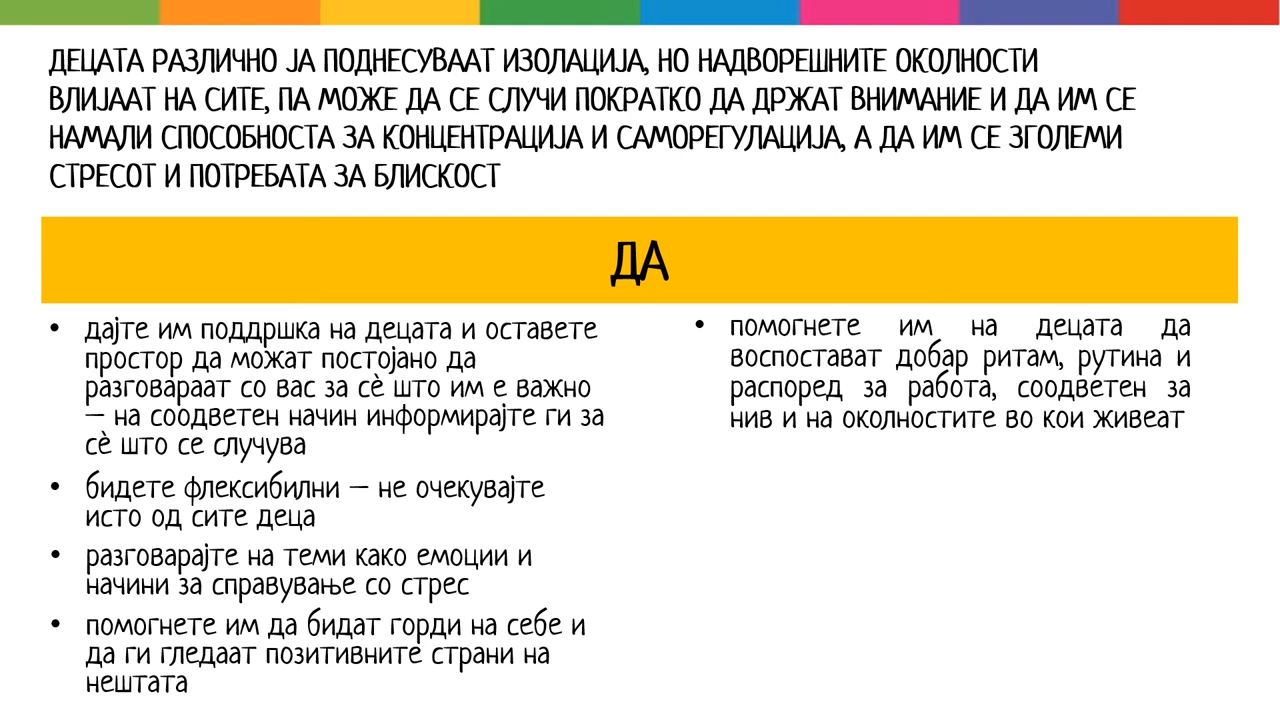 ДЕЦАТА РАЗЛИЧНО ЈА ПОДНЕСУВААТ ИЗОЛАЦИЈА, НО НАДВОРЕШНИТЕ ОКОЛНОСТИ
ВЛИЈААТ НА СИТЕ, ПА МОЖЕ ДА СЕ СЛУЧИ ПОКРАТКО ДА ДРЖАТ ВНИМАНИЕ И ДА ИМ СЕ
НАМАЛИ СПОСОБНОСТА ЗА КОНЦЕНТРАЦИЈА И САМОРЕГУЛАЦИЈА, А ДА ИМ СЕ ЗГОЛЕМИ
СТРЕСОТ И ПОТРЕБАТА ЗА БЛИСКОСТ
ДА
• дајте им поддршка на децата и оставете
простор да можат постојано да
разговараат со вас за сѐ што им е важно
– на соодветен начин информирајте ги за
сѐ што се случува
• бидете флексибилни – не очекувајте
исто од сите деца
• разговарајте на теми како емоции и
начини за справување со стрес
• помогнете им да бидат горди на себе и
да ги гледаат позитивните страни на
нештата
• помогнете им на децата да
воспостават добар ритам, рутина и
распоред за работа, соодветен за
нив и на околностите во кои живеат